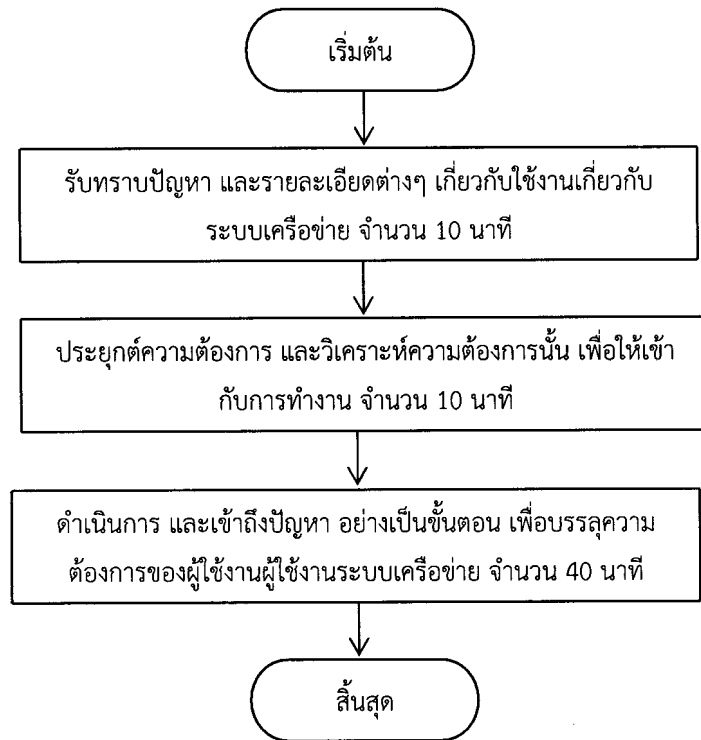 เริ่มต้น
รับทราบปัญหา และรายละเอียดต่างๆ เกี่ยวกับใช้งานเกี่ยวกับ
ระบบเครือข่าย จำนวน 10 นาที
ประยุกต์ความต้องการ และวิเคราะห์ความต้องการนั้น เพื่อให้เข้า
กับการทำงาน จำนวน 10 นาที
ดำเนินการ และเข้าถึงปัญหา อย่างเป็นขั้นตอน เพื่อบรรลุความ
ต้องการของผู้ใช้งานผู้ใช้งานระบบเครือข่าย จำนวน 40 นาที
สิ้นสุด